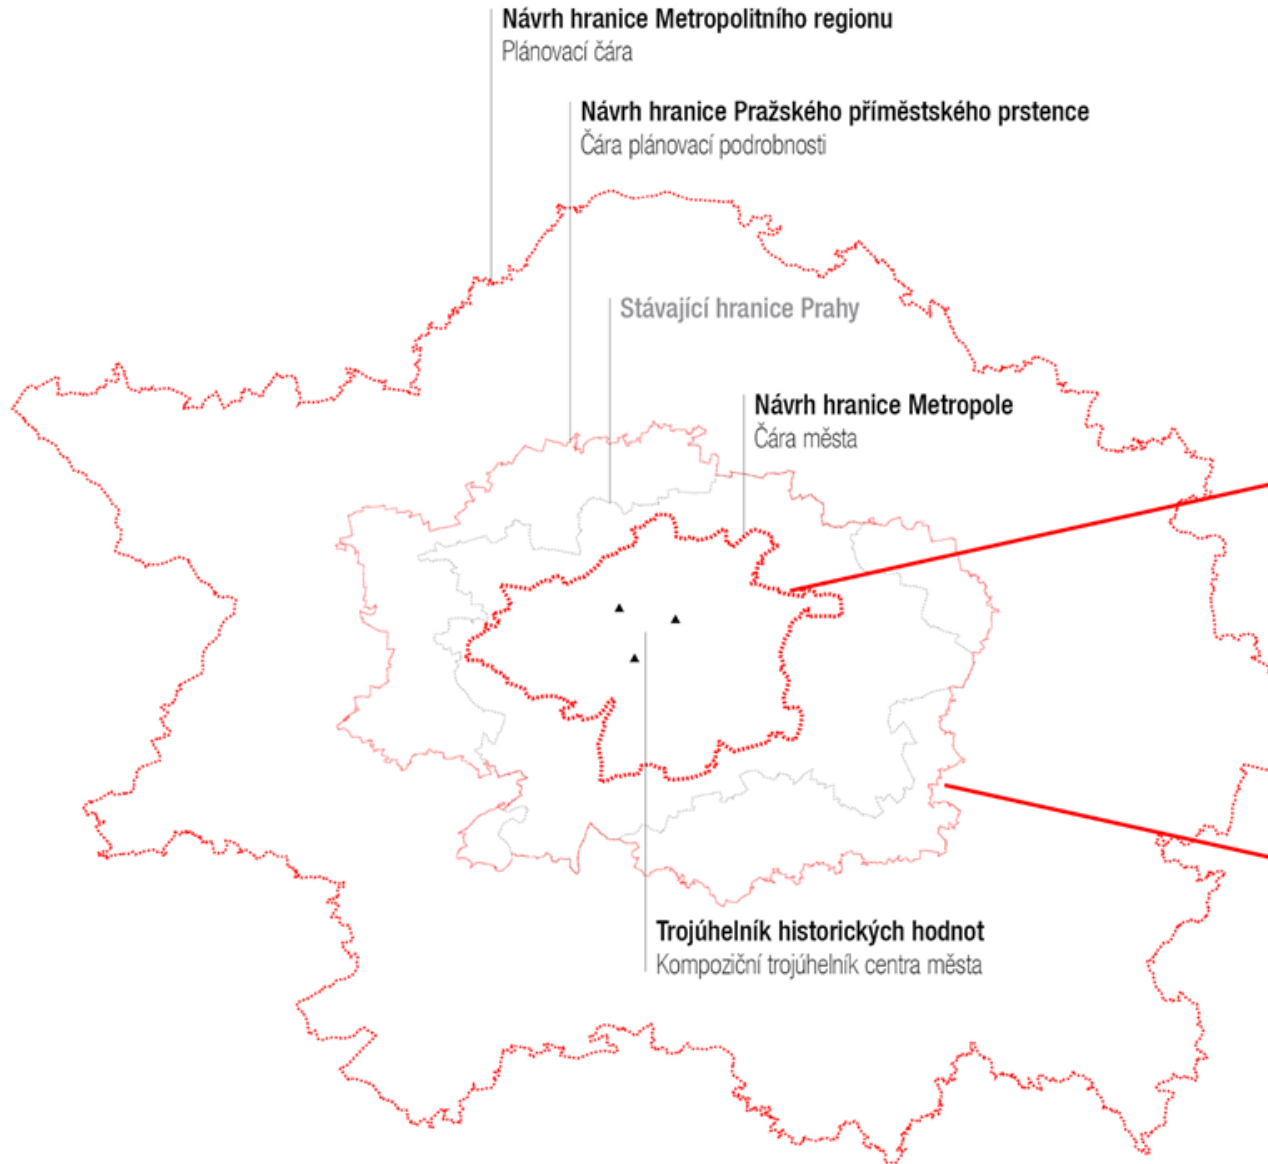 Návrh hranice Metropolitního regionu
Plánovací čára
Návrh hranice Pražského příměstského prstence
Čára plánovací podrobnosti
Stávající hranice Prahy
Návrh hranice Metropole
Čára města
Trojúhelník historických hodnot
Kompoziční trojúhelník centra města